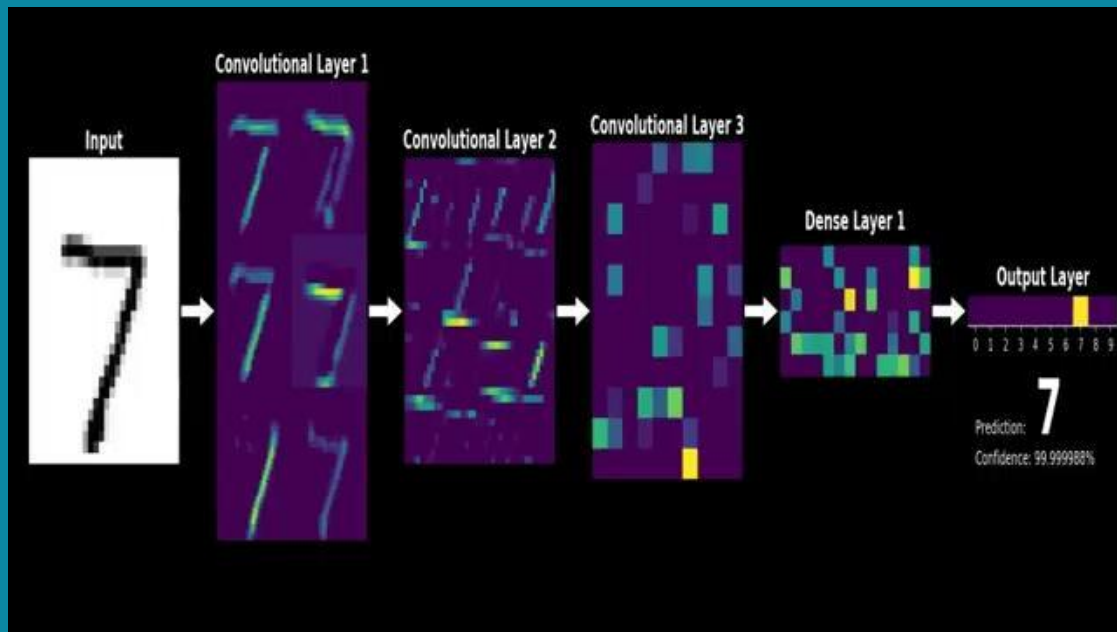 Input
Convolutional Layer 1
Convolutional Layer 2
Convolutional Layer 3
Dense Layer 1
Output Layer
7
0 1 2 3 4 5 6 7 8 9
Prediction: 7
Confidence: 99.999988%